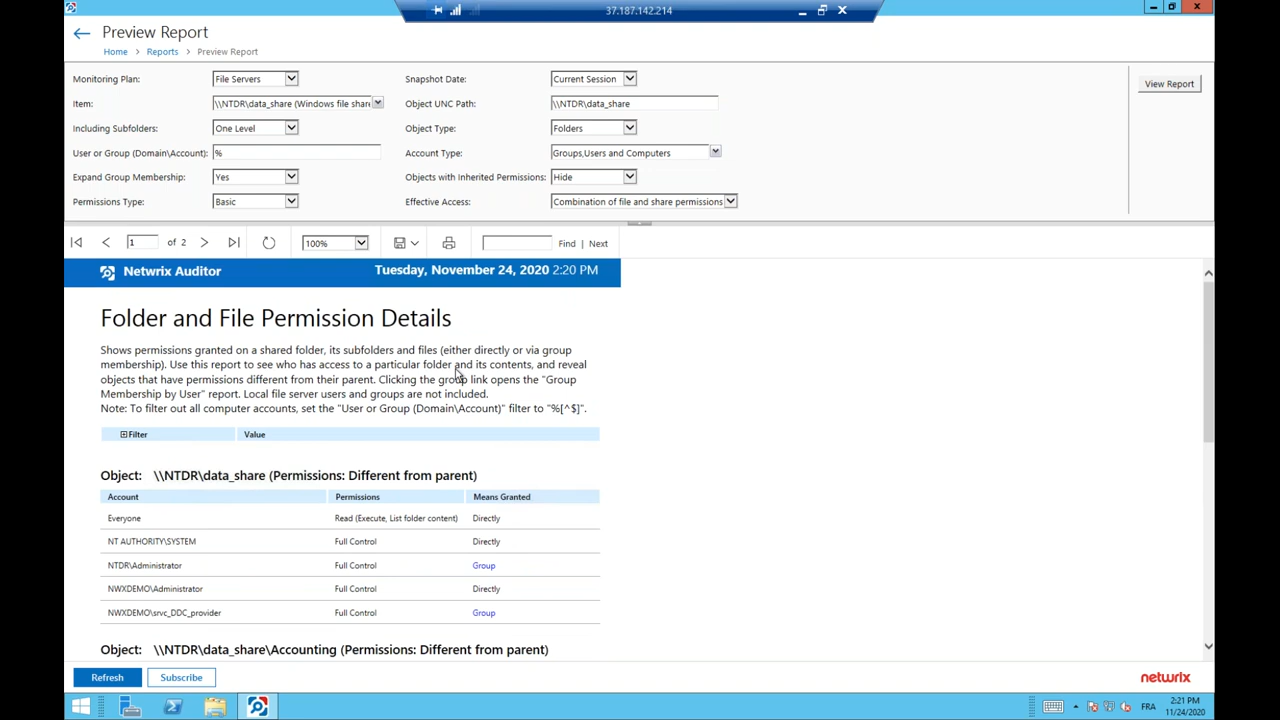 37.187.142.214
Preview Report
Home > Reports > Preview Report
Monitoring Plan: File Servers Snapshot Date: Current Session View Report
Item: \\NTDR\data_share (Windows file share Object UNC Path: \\NTDR\data_share
Including Subfolders: One Level Object Type: Folders
User or Group (Domain\Account): % Account Type: Groups,Users and Computers
Expand Group Membership: Yes Objects with Inherited Permissions: Hide
Permissions Type: Basic Effective Access: Combination of file and share permissions
1 of 2 100% Find | Next
Netwrix Auditor Tuesday, November 24, 2020 2:20 PM
Folder and File Permission Details
Shows permissions granted on a shared folder, its subfolders and files (either directly or via group
membership). Use this report to see who has access to a particular folder and its contents, and reveal
objects that have permissions different from their parent. Clicking the group link opens the "Group
Membership by User" report. Local file server users and groups are not included.
Note: To filter out all computer accounts, set the "User or Group (Domain\Account)" filter to "%[^$]".
Filter Value
Object: \\NTDR\data_share (Permissions: Different from parent)
Account Permissions Means Granted
Everyone Read (Execute, List folder content) Directly
NT AUTHORITY\SYSTEM Full Control Directly
NTDR\Administrator Full Control Group
NWXDEMO\Administrator Full Control Directly
NWXDEMO\srvc_DDC_provider Full Control Group
Object: \\NTDR\data_share\Accounting (Permissions: Different from parent)
Refresh Subscribe netwrix
FRA 2:21 PM
11/24/2020